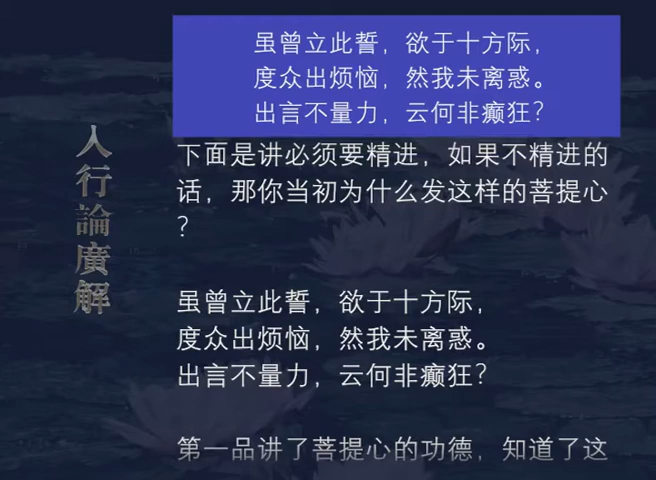 虽曾立此誓，欲于十方际，
度众出烦恼，然我未离惑。
出言不量力，云何非癫狂？
入行論廣解
下面是讲必须要精进，如果不精进的
话，那你当初为什么发这样的菩提心
？
虽曾立此誓，欲于十方际，
度众出烦恼，然我未离惑。
出言不量力，云何非癫狂？
第一品讲了菩提心的功德，知道了这